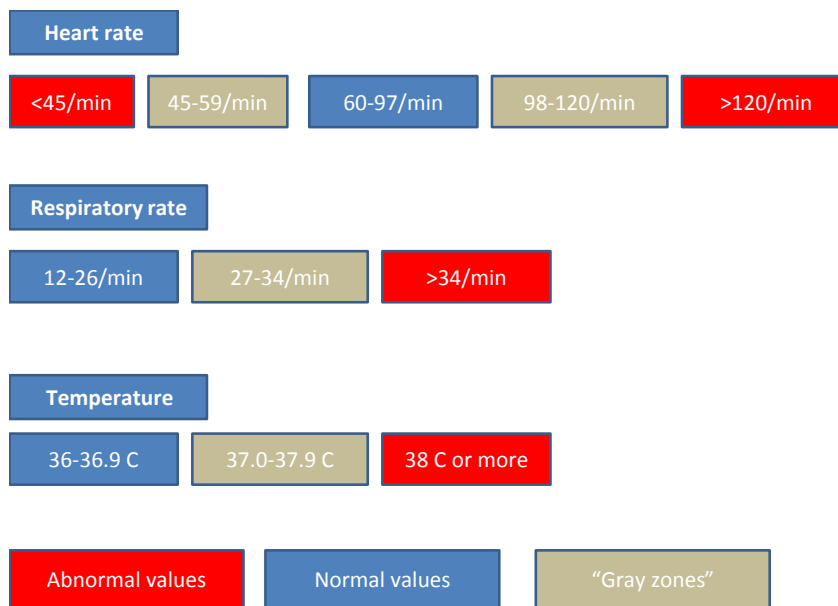 Heart rate
<45/min 45-59/min 60-97/min 98-120/min >120/min
Respiratory rate
12-26/min 27-34/min >34/min
Temperature
36-36.9 C 37.0-37.9 C 38 C or more
Abnormal values Normal values “Gray zones”